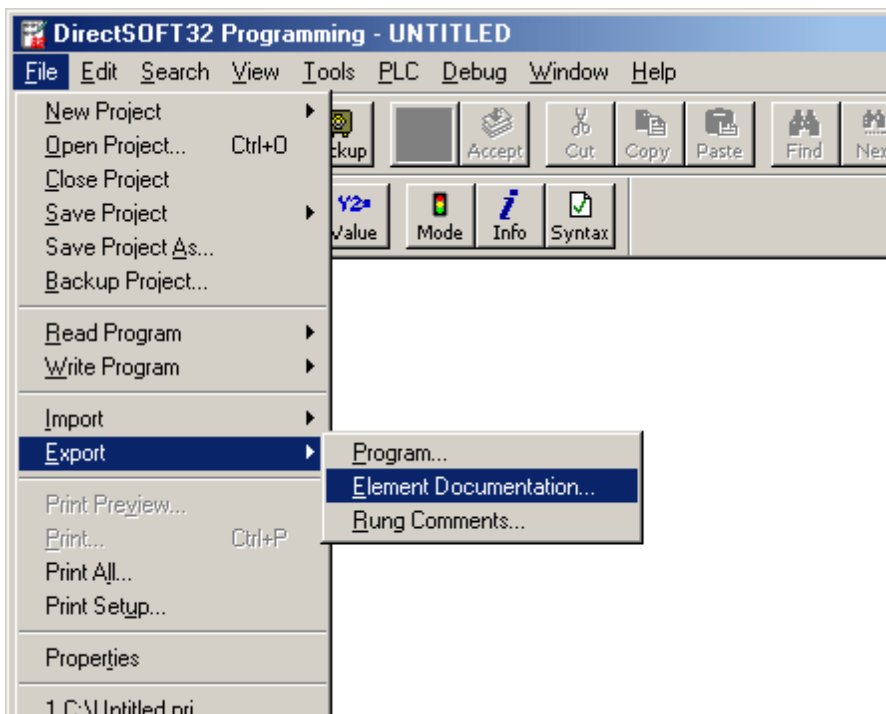 DirectSOFT32 Programming - UNTITLED
File Edit Search View Tools PLC Debug Window Help
New Project
Open Project... Ctrl+O
Close Project
Save Project
Save Project As...
Backup Project...
Read Program
Write Program
Import
Export
Print Preview...
Print... Ctrl+P
Print All...
Print Setup...
Properties
1 C:\Untitled.prj
ckup Accept Cut Copy Paste Find Nex
Y2=
Value Mode Info Syntax
Program...
Element Documentation...
Rung Comments...